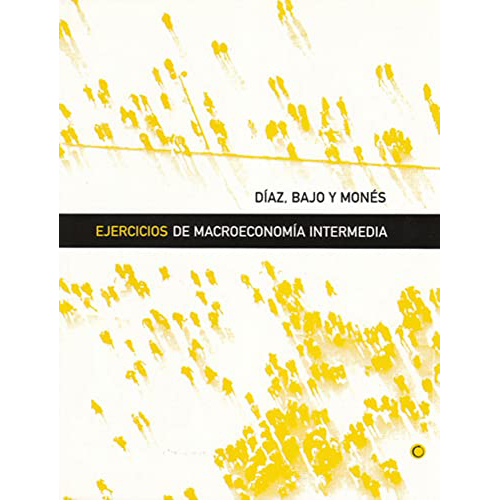 DÍAZ, BAJO Y MONÉS
EJERCICIOS DE MACROECONOMÍA INTERMEDIA